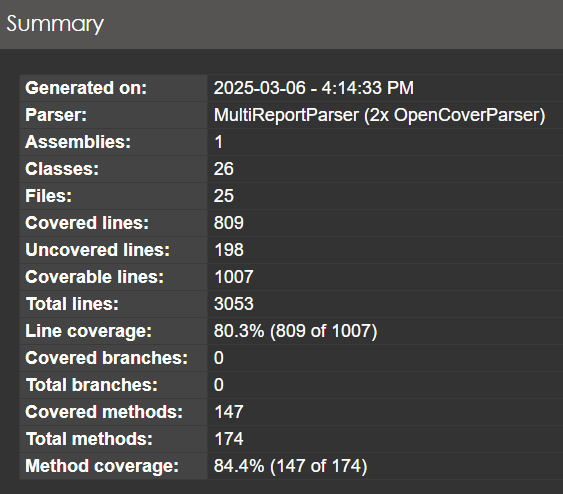 Summary
Generated on: 2025-03-06 - 4:14:33 PM
Parser: MultiReportParser (2x OpenCoverParser)
Assemblies: 1
Classes: 26
Files: 25
Covered lines: 809
Uncovered lines: 198
Coverable lines: 1007
Total lines: 3053
Line coverage: 80.3% (809 of 1007)
Covered branches: 0
Total branches: 0
Covered methods: 147
Total methods: 174
Method coverage: 84.4% (147 of 174)